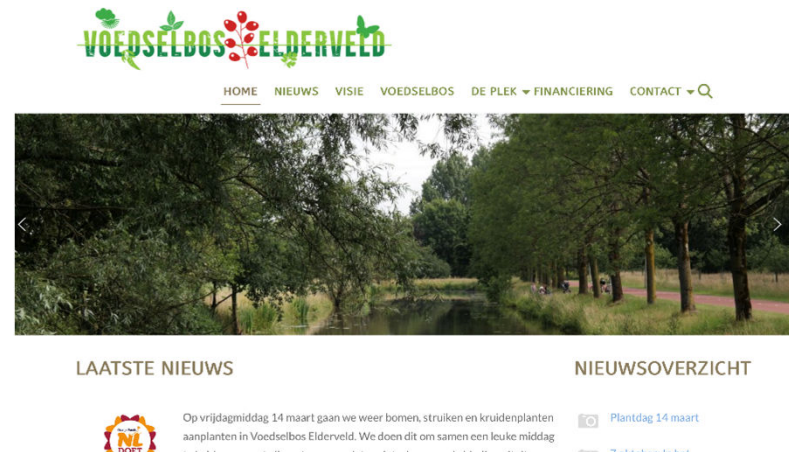 VOEDSELBOS ELDERVELD
HOME NIEUWS VISIE VOEDSELBOS DE PLEK FINANCIERING CONTACT
LAATSTE NIEUWS
NIEUWSOVERZICHT
Op vrijdagmiddag 14 maart gaan we weer bomen, struiken en kruidenplanten
aanplanten in Voedselbos Elderveld. We doen dit om samen een leuke middag
NL
DOET
Plantdag 14 maart